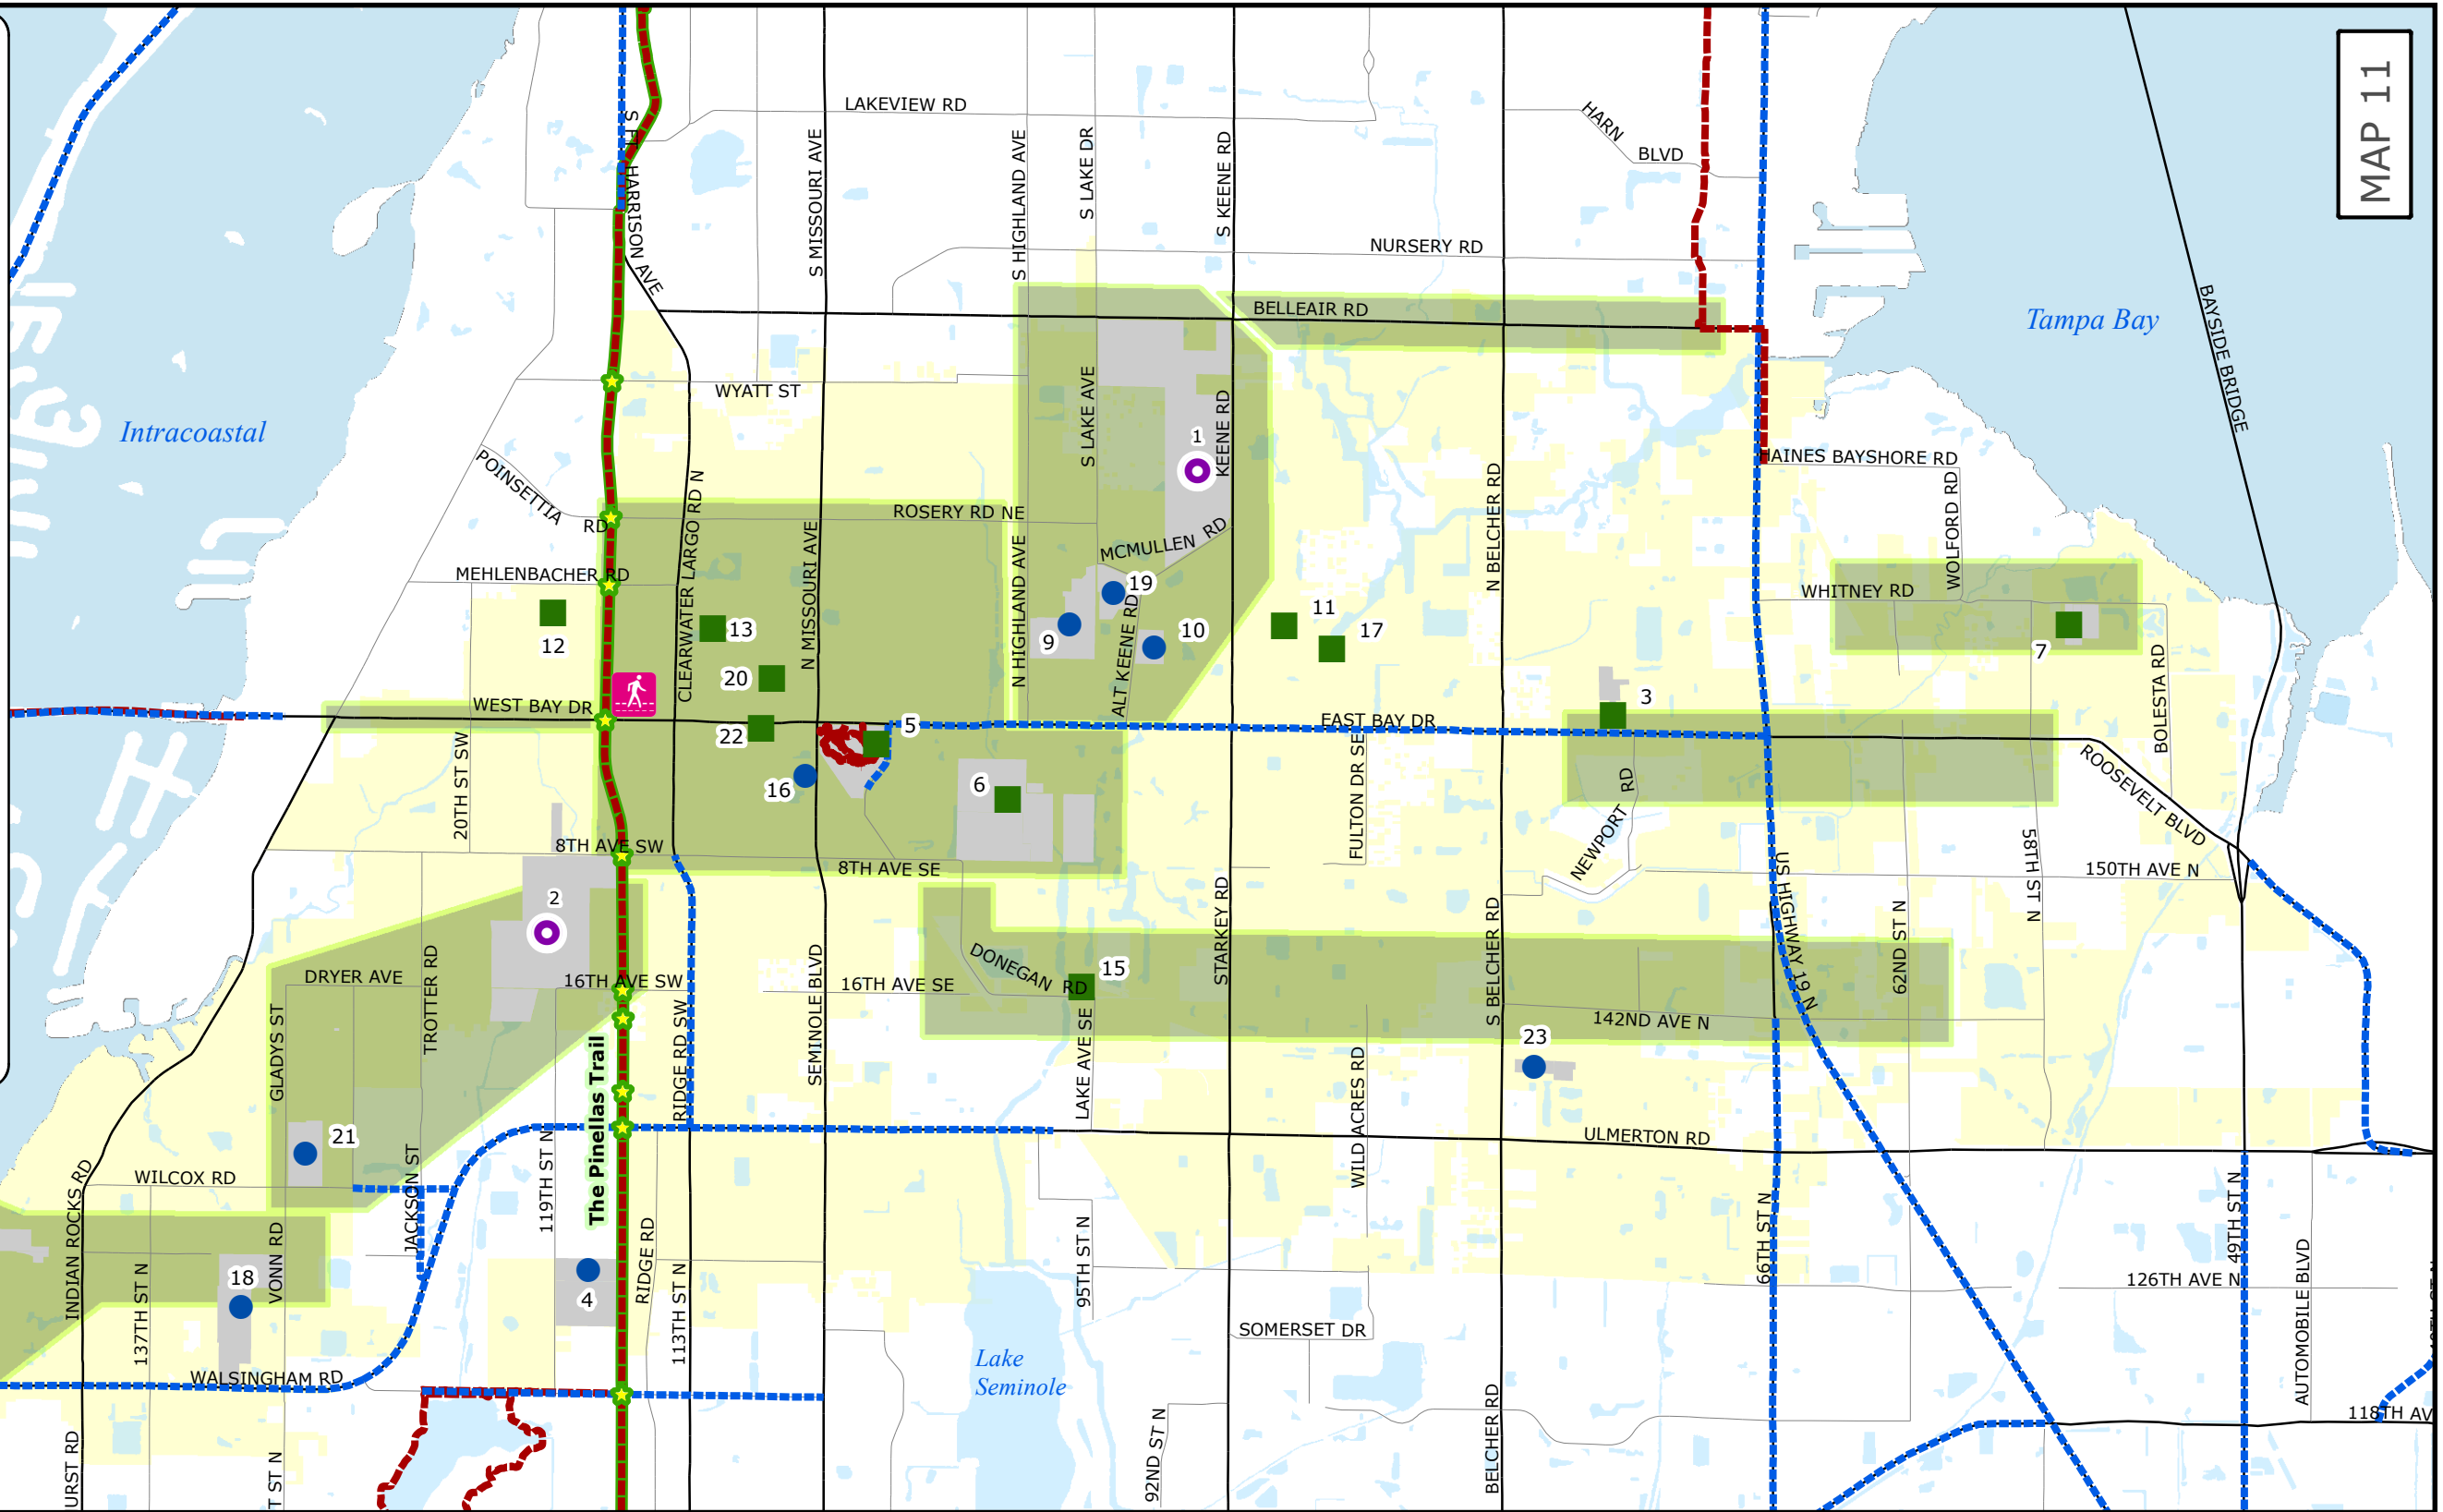 MAP 11
LAKEVIEW RD
HARN
BLVD
S FT HARRISON AVE
S MISSOURI AVE
S HIGHLAND AVE
S LAKE DR
S KEENE RD
NURSERY RD
BELLEAIR RD
Tampa Bay
BAYSIDE BRIDGE
Intracoastal
WYATT ST
S LAKE AVE
KEENE RD
1
HAINES BAYSHORE RD
POINSETTIA
RD
CLEARWATER LARGO RD N
ROSERY RD NE
N MISSOURI AVE
N HIGHLAND AVE
MCMULLEN RD
N BELCHER RD
WOLFORD RD
MEHLENBACHER RD
WHITNEY RD
19
12
13
9
ALT KEENE RD
10
11
17
7
20
3
BOLESTA RD
WEST BAY DR
22
5
EAST BAY DR
20TH ST SW
16
6
FULTON DR SE
NEWPORT RD
ROOSEVELT BLVD
8TH AVE SW
8TH AVE SE
58TH ST N
150TH AVE N
2
US HIGHWAY 19 N
62ND ST N
STARKEY RD
S BELCHER RD
DRYER AVE
TROTTER RD
16TH AVE SW
16TH AVE SE
DONEGAN RD
15
GLADYS ST
RIDGE RD SW
SEMINOLE BLVD
LAKE AVE SE
142ND AVE N
23
The Pinellas Trail
WILD ACRES RD
21
ULMERTON RD
INDIAN ROCKS RD
WILCOX RD
JACKSON ST
119TH ST N
66TH ST N
49TH ST N
VONN RD
18
4
RIDGE RD
113TH ST N
95TH ST N
126TH AVE N
AUTOMOBILE BLVD
137TH ST N
SOMERSET DR
Lake
Seminole
WALSINGHAM RD
BELCHER RD
92ND ST N
118TH AV
URST RD
T ST N